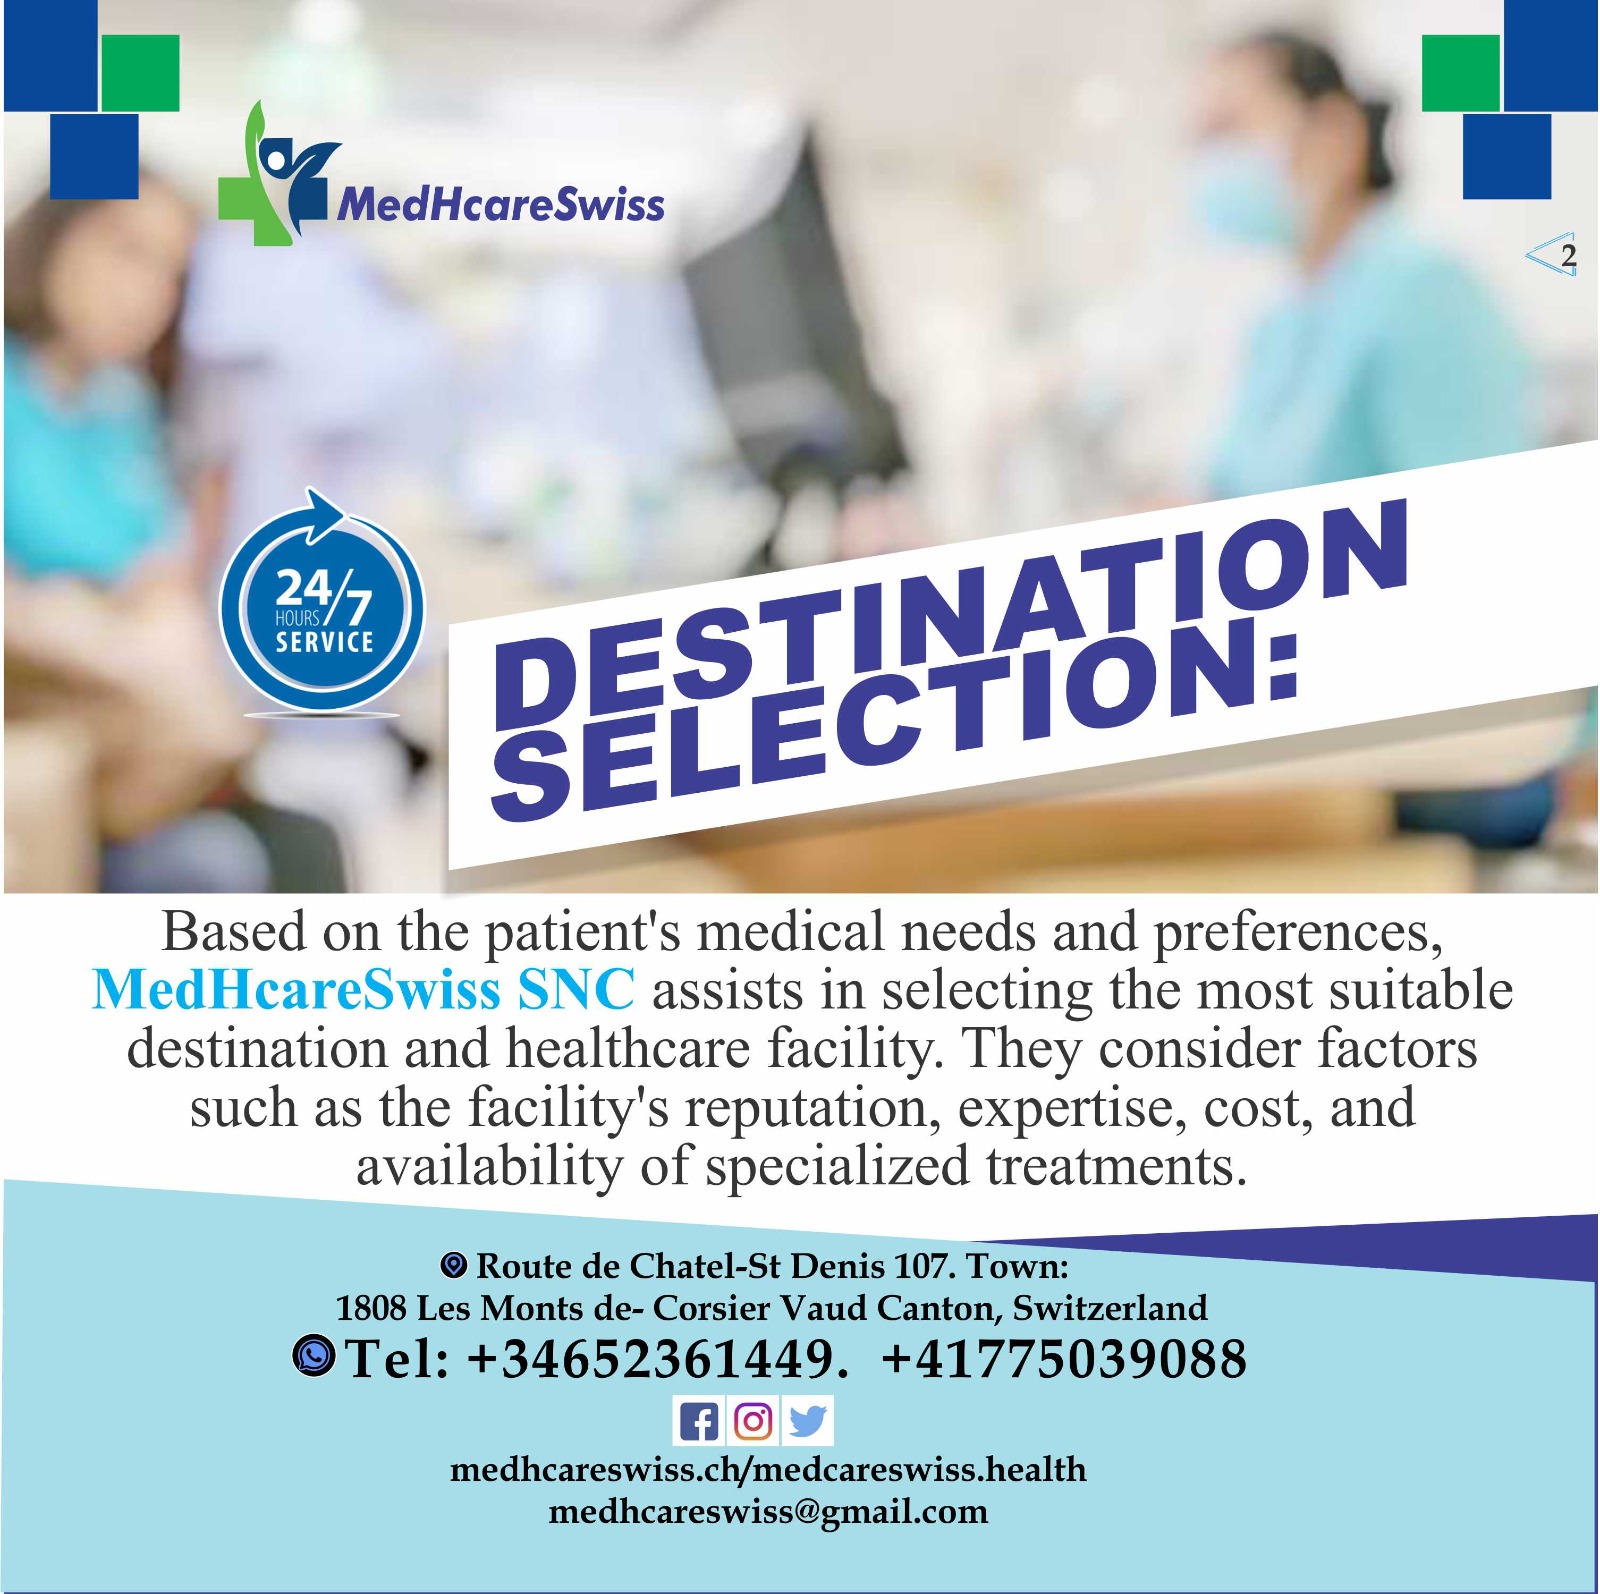 MedHcareSwiss
2
24/7
HOURS
SERVICE
DESTINATION
SELECTION:
Based on the patient's medical needs and preferences,
MedHcareSwiss SNC assists in selecting the most suitable
destination and healthcare facility. They consider factors
such as the facility's reputation, expertise, cost, and
availability of specialized treatments.
Route de Chatel-St Denis 107. Town:
1808 Les Monts de- Corsier Vaud Canton, Switzerland
Tel: +34652361449. +41775039088
medhcareswiss.ch/medcareswiss.health
medhcareswiss@gmail.com